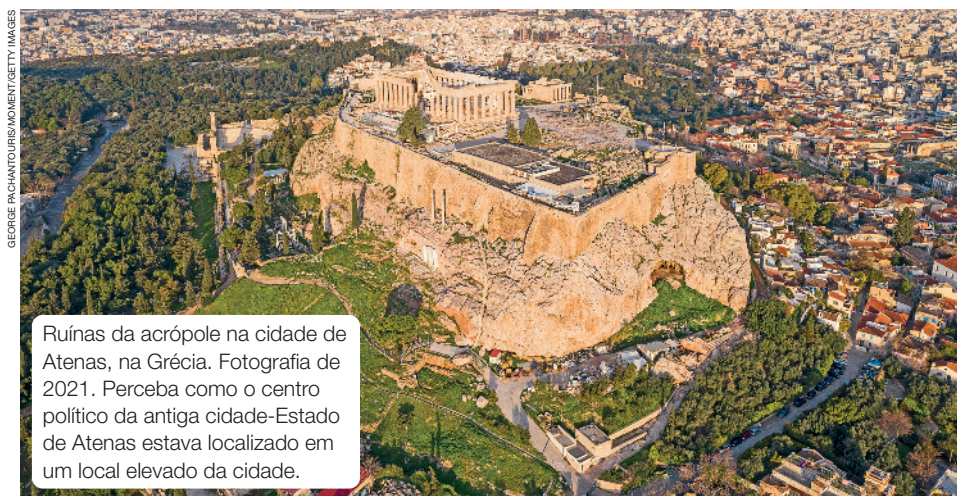 GEORGE PACHANTOURIS/MOMENT/GETTY IMAGES
Ruínas da acrópole na cidade de
Atenas, na Grécia. Fotografia de
2021. Perceba como o centro
político da antiga cidade-Estado
de Atenas estava localizado em
um local elevado da cidade.